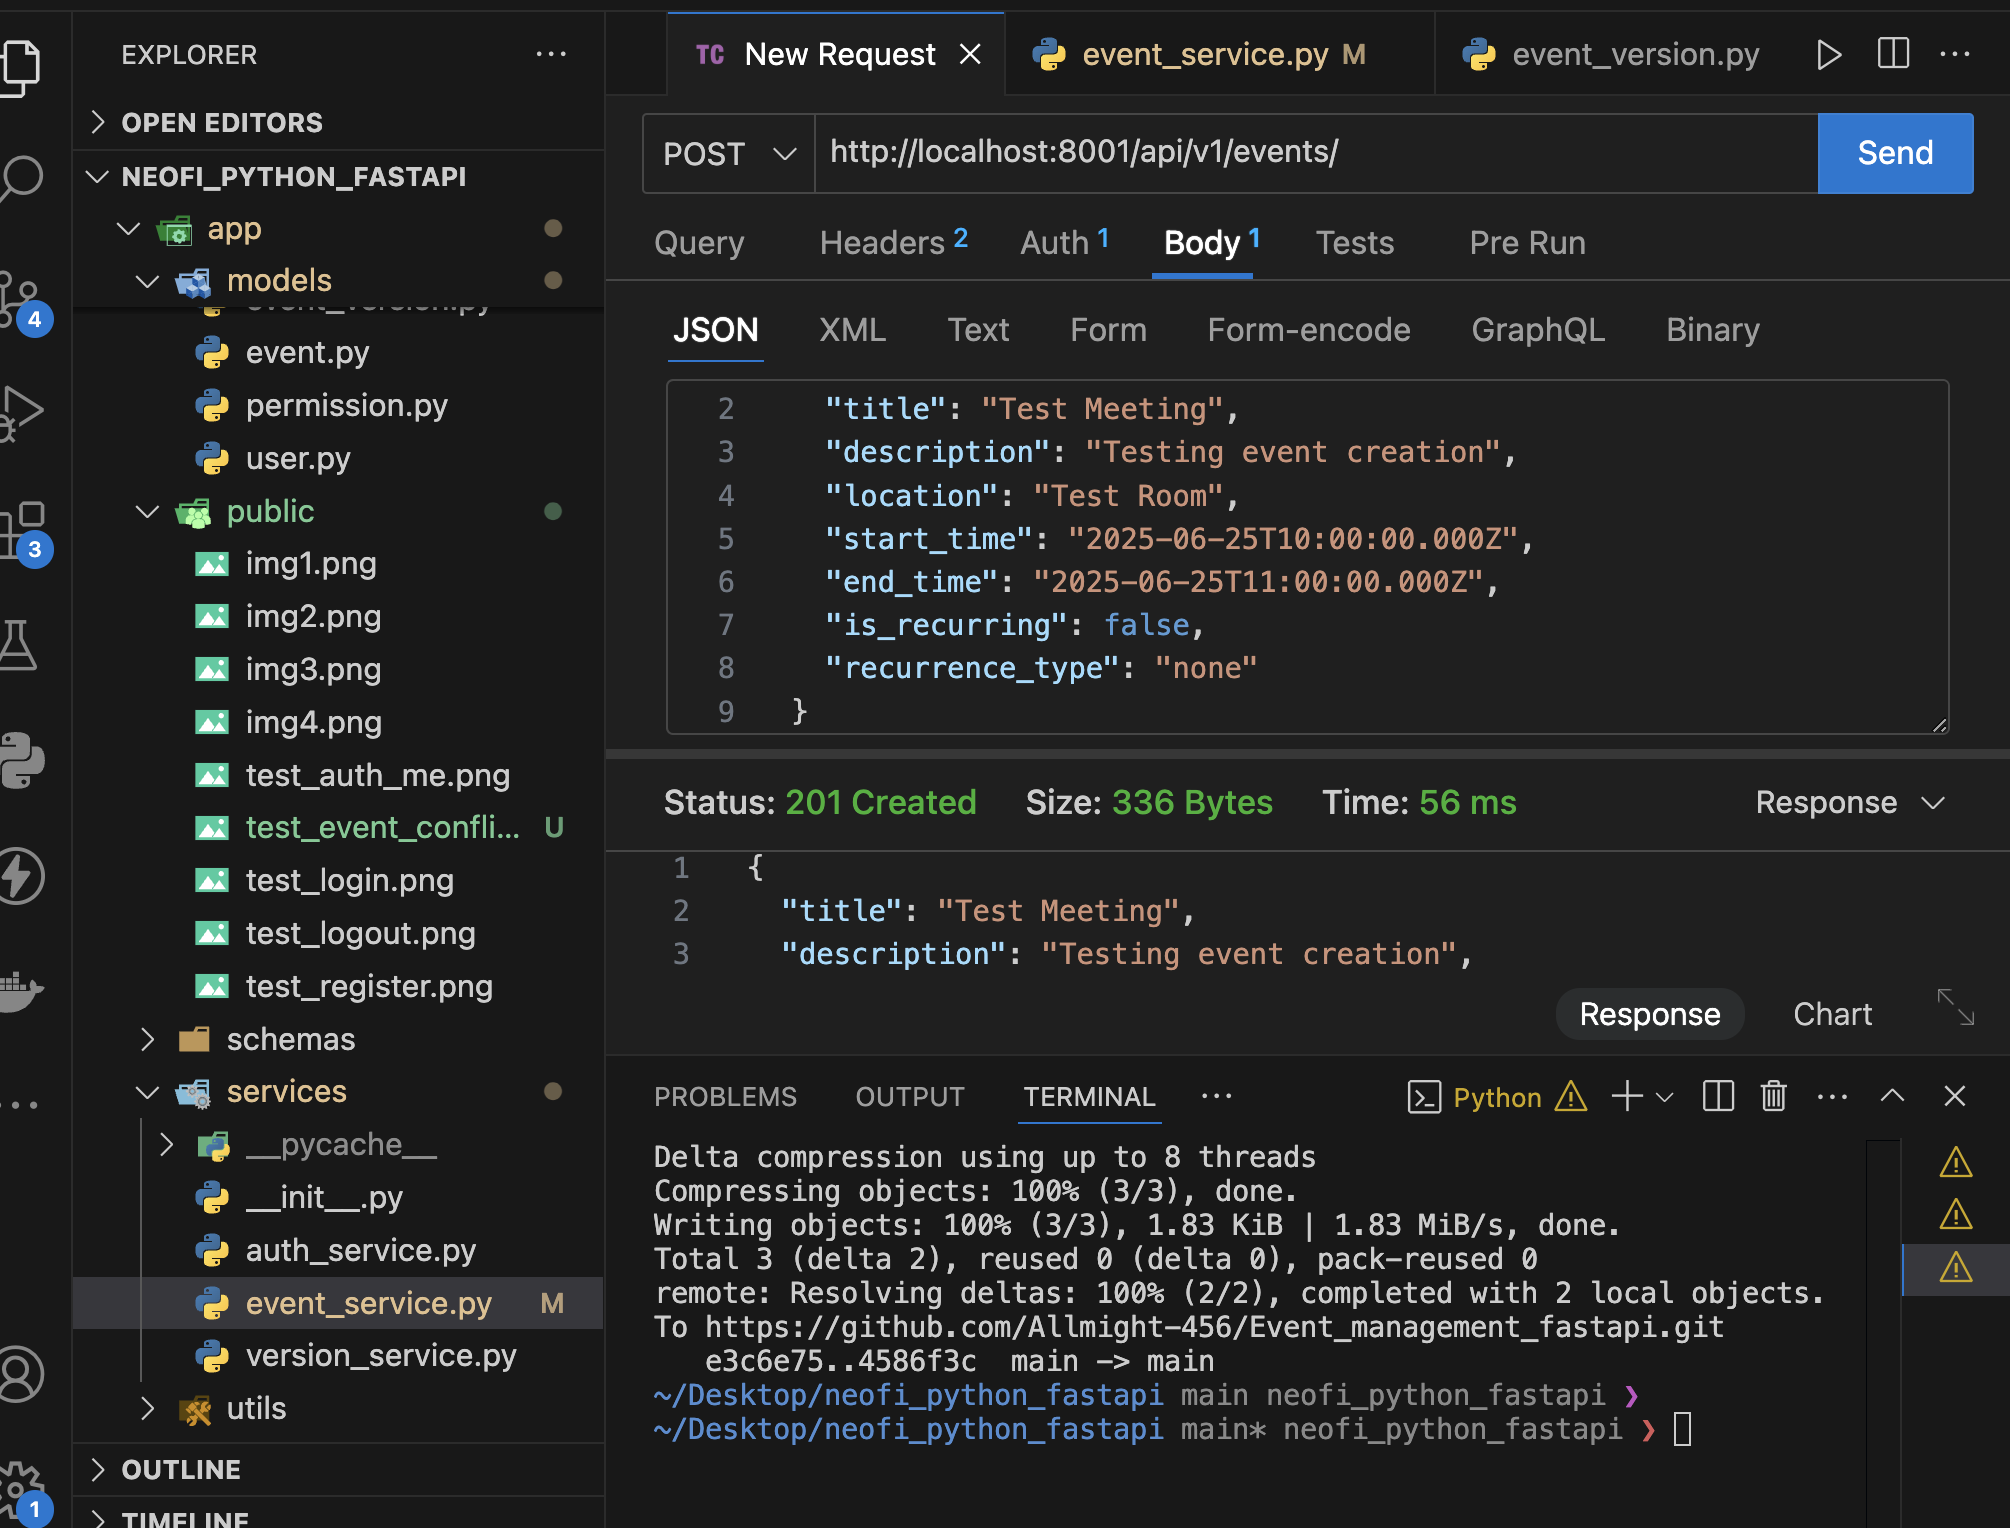 EXPLORER
OPEN EDITORS
NEOFI_PYTHON_FASTAPI
app
models
event_version.py
event.py
permission.py
user.py
public
img1.png
img2.png
img3.png
img4.png
test_auth_me.png
test_event_confli... U
test_login.png
test_logout.png
test_register.png
schemas
services
__pycache__
__init__.py
auth_service.py
event_service.py M
version_service.py
utils
OUTLINE
TIMELINE
4
3
1
TC New Request
event_service.py M
event_version.py
POST http://localhost:8001/api/v1/events/ Send
Query Headers 2 Auth 1 Body 1 Tests Pre Run
JSON XML Text Form Form-encode GraphQL Binary
2 "title": "Test Meeting",
3 "description": "Testing event creation",
4 "location": "Test Room",
5 "start_time": "2025-06-25T10:00:00.000Z",
6 "end_time": "2025-06-25T11:00:00.000Z",
7 "is_recurring": false,
8 "recurrence_type": "none"
9 }
Status: 201 Created Size: 336 Bytes Time: 56 ms Response
1 {
2 "title": "Test Meeting",
3 "description": "Testing event creation",
Response Chart
PROBLEMS OUTPUT TERMINAL ··· Python
Delta compression using up to 8 threads
Compressing objects: 100% (3/3), done.
Writing objects: 100% (3/3), 1.83 KiB | 1.83 MiB/s, done.
Total 3 (delta 2), reused 0 (delta 0), pack-reused 0
remote: Resolving deltas: 100% (2/2), completed with 2 local objects.
To https://github.com/Allmight-456/Event_management_fastapi.git
e3c6e75..4586f3c main -> main
~/Desktop/neofi_python_fastapi main neofi_python_fastapi ❯
~/Desktop/neofi_python_fastapi main* neofi_python_fastapi ❯